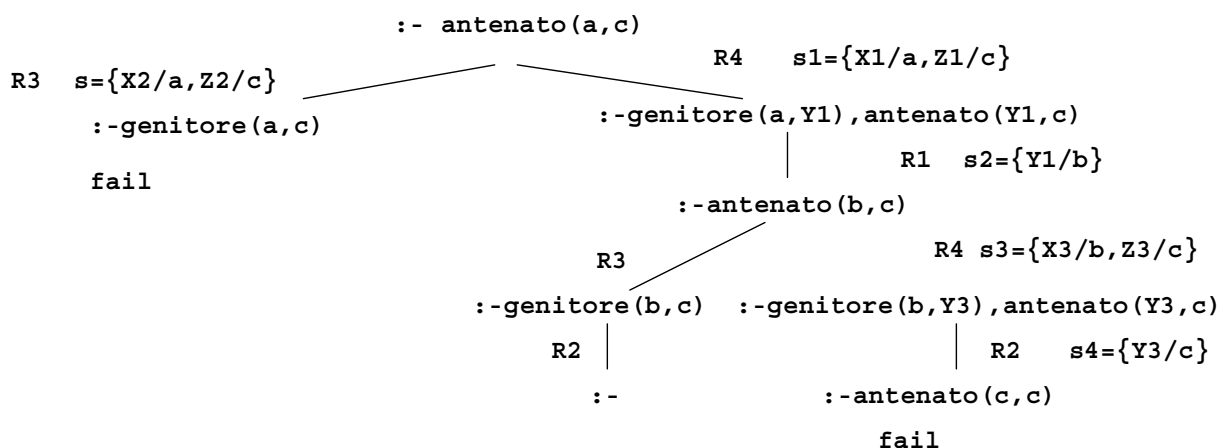 :- antenato(a,c)
R4 s1={X1/a,Z1/c}
R3 s={X2/a,Z2/c}
:-genitore(a,c)
:-genitore(a,Y1),antenato(Y1,c)
R1 s2={Y1/b}
fail
:-antenato(b,c)
R4 s3={X3/b,Z3/c}
R3
:-genitore(b,c) :-genitore(b,Y3),antenato(Y3,c)
R2 R2 s4={Y3/c}
:- :-antenato(c,c)
fail